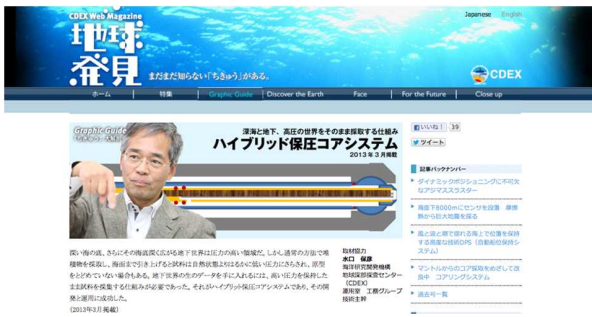 CDEX Web Magazine
Japanese English
地球
発見
まだまだ知らない「ちきゅう」がある。
CDEX
ホーム 特集 Graphic Guide Discover the Earth Face For the Future Close up
Graphic Guide
深海と地下、高圧の世界をそのまま採取する仕組み
ハイブリッド保圧コアシステム
2013年3月掲載
深い海の底、さらにその海底深く広がる地下世界は圧力の高い領域だ。しかし通常の方法で堆
積物を採取し、海面まで引き上げると試料は自然状態よりはるかに低い圧力にさらされ、原型
をとどめていない場合もある。地下世界の生のデータを手に入れるには、高い圧力を保持した
まま試料を採集する仕組みが必要であった。それがハイブリッド保圧コアシステムであり、その開
発と運用に成功した。
(2013年3月掲載)
取材協力
水口 保彦
海洋研究開発機構
地球深部探査センター
(CDEX)
運用室 工務グループ
技術主幹
いいね! 39
ツイート
記事バックナンバー
ダイナミックポジショニングに不可欠
なアジマススラスター
海底下8000mにセンサを設置 摩擦
熱から巨大地震を探る
風と波と潮で揺れる海上で位置を保持
する高度な技術DPS(自動船位保持シ
ステム)
マントルからのコア採取をめざして改
良中 コアリングシステム
過去号一覧